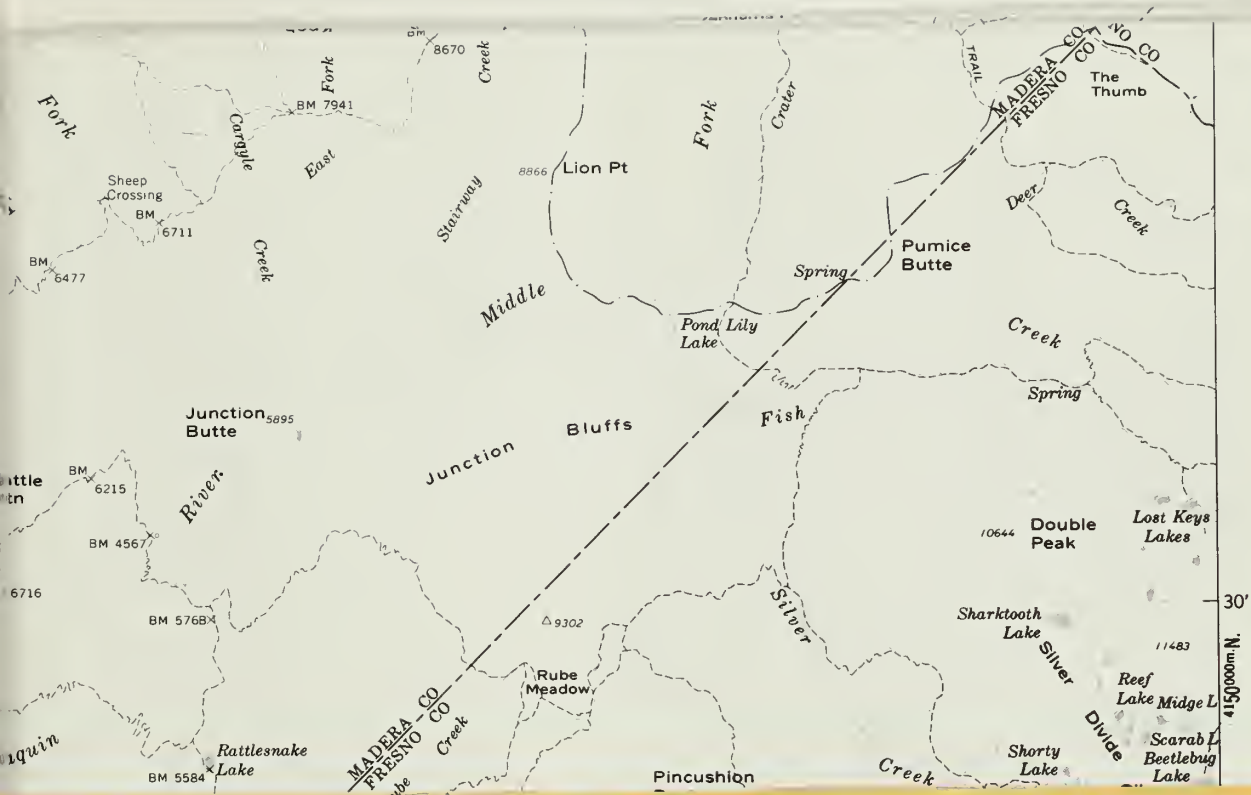 BM
8670
Creek
Fork
Fork
BM 7941
Cargyle
East
Sheep
Crossing
BM
6711
Creek
BM
6477
Stairway
8866
Lion Pt
Fork
Crater
TRAIL
MADERA CO
FRESNO CO
NO CO
The
Thumb
Deer
Creek
Pumice
Butte
Spring
Middle
Pond Lily
Lake
Creek
Spring
Fish
Junction
Butte
5895
Junction Bluffs
BM
6215
River
BM 4567
6716
BM 5768
10644
Double
Peak
Lost Keys
Lakes
Silver
Sharktooth
Lake
30'
11483
4150000m.N.
Silver
Divide
Reef
Lake
Midge L
9302
Rube
Meadow
MADERA CO
FRESNO CO
Creek
Rattlesnake
Lake
BM 5584
Pincushion
Creek
Shorty
Lake
Scarab L
Beetlebug
Lake